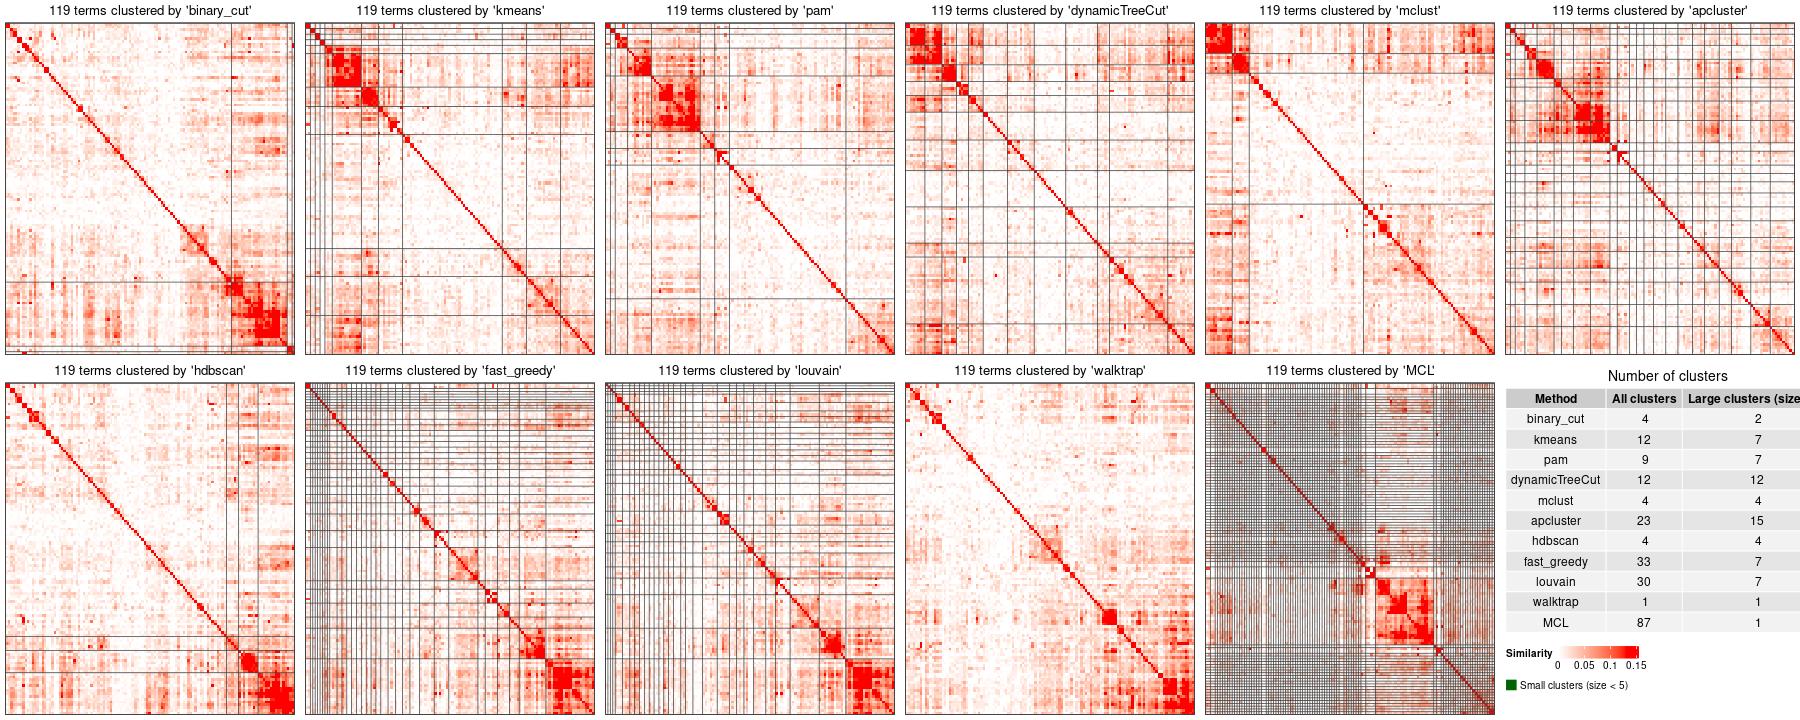 119 terms clustered by 'binary_cut'
119 terms clustered by 'kmeans'
119 terms clustered by 'pam'
119 terms clustered by 'dynamicTreeCut'
119 terms clustered by 'mclust'
119 terms clustered by 'apcluster'
119 terms clustered by 'hdbscan'
119 terms clustered by 'fast_greedy'
119 terms clustered by 'louvain'
119 terms clustered by 'walktrap'
119 terms clustered by 'MCL'
Number of clusters
Method All clusters Large clusters (size
binary_cut 4 2
kmeans 12 7
pam 9 7
dynamicTreeCut 12 12
mclust 4 4
apcluster 23 15
hdbscan 4 4
fast_greedy 33 7
louvain 30 7
walktrap 1 1
MCL 87 1
Similarity
0 0.05 0.1 0.15
Small clusters (size < 5)